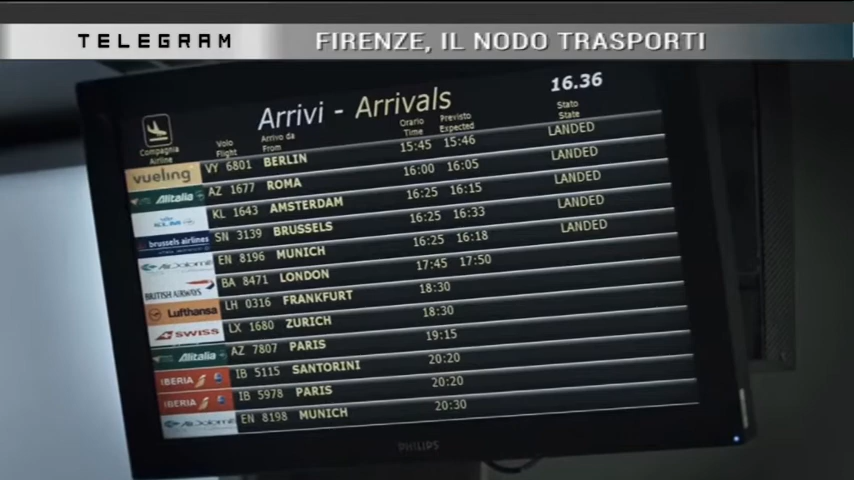 TELEGRAM FIRENZE, IL NODO TRASPORTI
16.36
Arrivi - Arrivals
Compagnia Volo Arrivo da Orario Previsto Stato
Airline Flight From Time Expected State
vueling VY 6801 BERLIN 15:45 15:46 LANDED
Alitalia AZ 1677 ROMA 16:00 16:05 LANDED
KLM KL 1643 AMSTERDAM 16:25 16:15 LANDED
brussels airlines SN 3139 BRUSSELS 16:25 16:33 LANDED
AirDolomiti EN 8196 MUNICH 16:25 16:18 LANDED
BRITISH AIRWAYS BA 8471 LONDON 17:45 17:50
Lufthansa LH 0316 FRANKFURT 18:30
SWISS LX 1680 ZURICH 18:30
Alitalia AZ 7807 PARIS 19:15
IBERIA IB 5115 SANTORINI 20:20
IBERIA IB 5978 PARIS 20:20
AirDolomiti EN 8198 MUNICH 20:30
PHILIPS